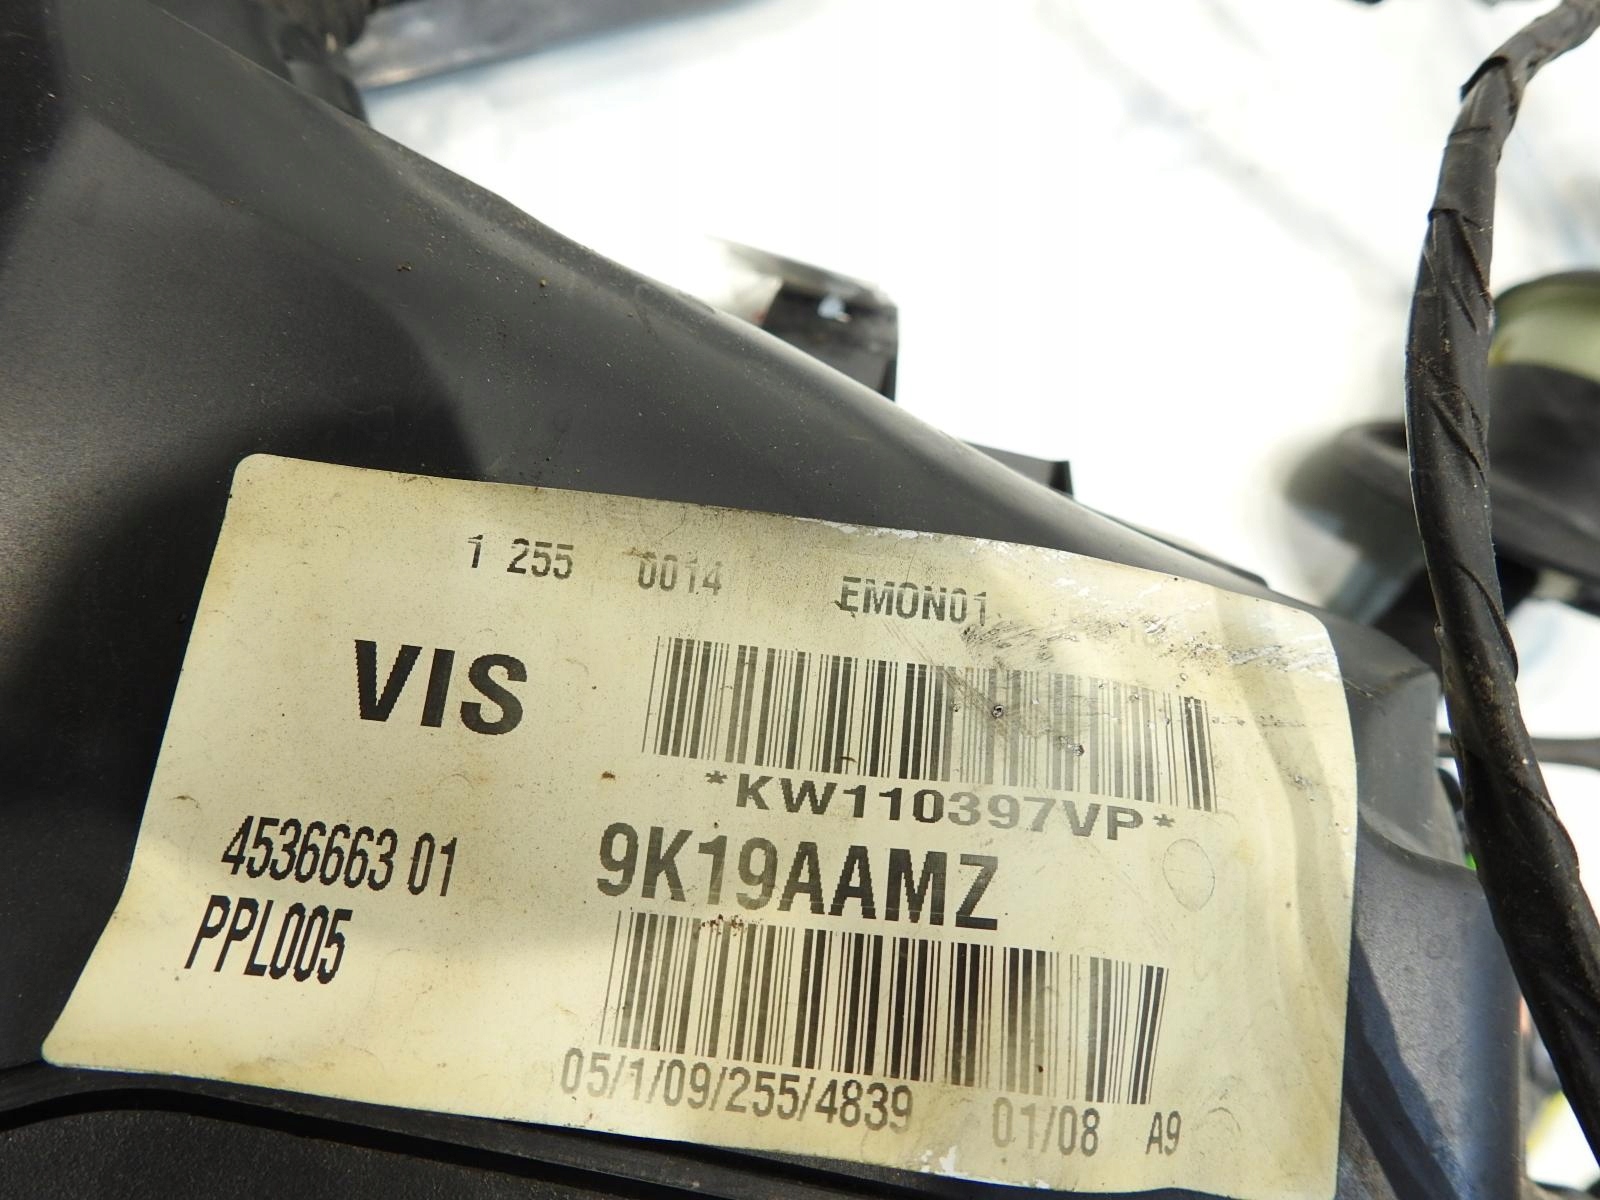 1 255 0014 EMON01
VIS
*KW110397VP*
4536663 01
9K19AAMZ
PPL005
05/1/09/255/4839 01/08 A9